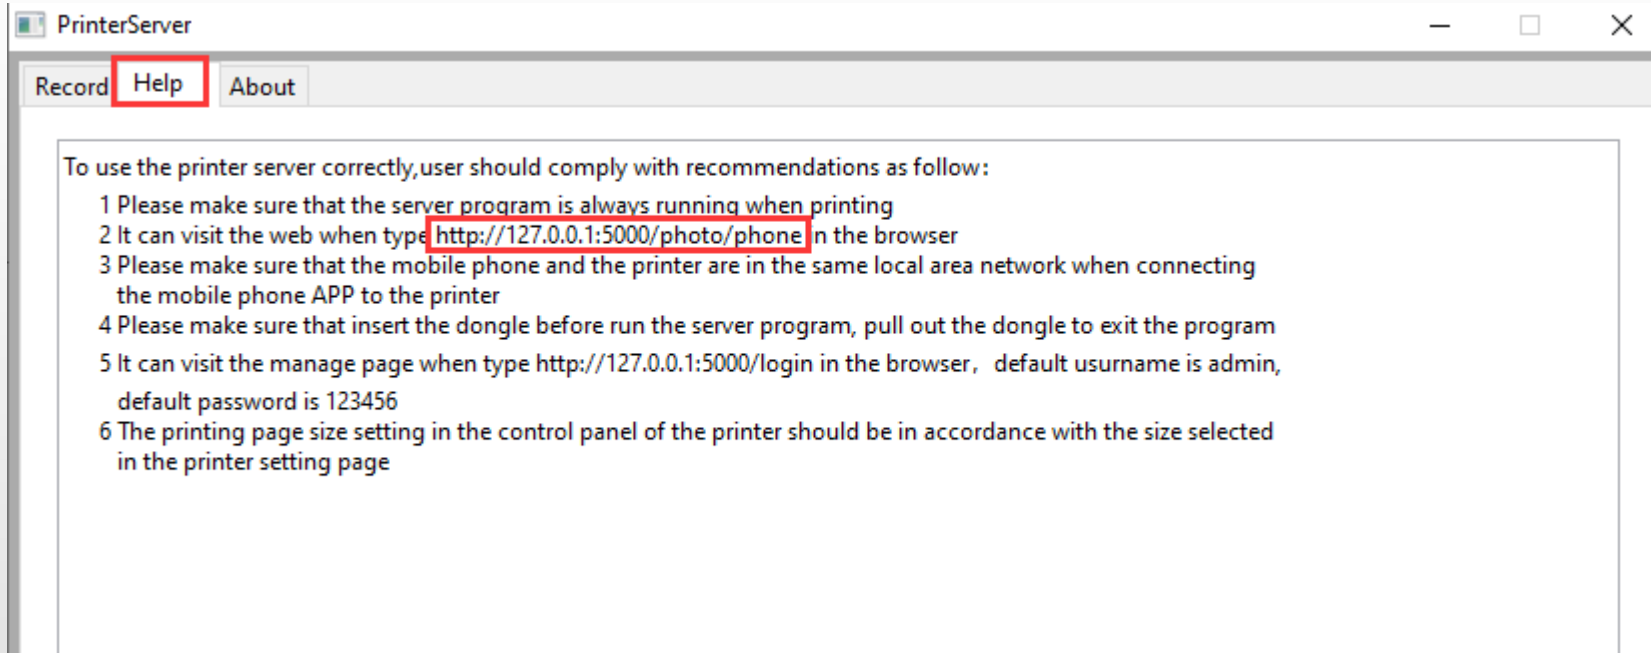 PrinterServer
Record Help About
To use the printer server correctly,user should comply with recommendations as follow：
1 Please make sure that the server program is always running when printing
2 It can visit the web when type http://127.0.0.1:5000/photo/phone in the browser
3 Please make sure that the mobile phone and the printer are in the same local area network when connecting
the mobile phone APP to the printer
4 Please make sure that insert the dongle before run the server program, pull out the dongle to exit the program
5 It can visit the manage page when type http://127.0.0.1:5000/login in the browser， default usurname is admin,
default password is 123456
6 The printing page size setting in the control panel of the printer should be in accordance with the size selected
in the printer setting page